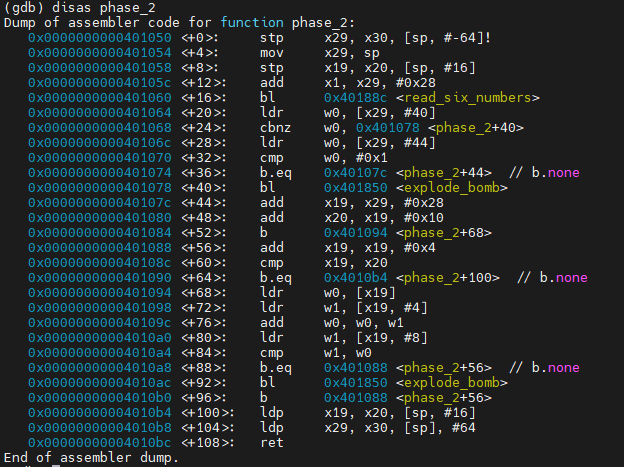 (gdb) disas phase_2
Dump of assembler code for function phase_2:
   0x0000000000401050 <+0>:	stp	x29, x30, [sp, #-64]!
   0x0000000000401054 <+4>:	mov	x29, sp
   0x0000000000401058 <+8>:	stp	x19, x20, [sp, #16]
   0x000000000040105c <+12>:	add	x1, x29, #0x28
   0x0000000000401060 <+16>:	bl	0x40188c <read_six_numbers>
   0x0000000000401064 <+20>:	ldr	w0, [x29, #40]
   0x0000000000401068 <+24>:	cbnz	w0, 0x401078 <phase_2+40>
   0x000000000040106c <+28>:	ldr	w0, [x29, #44]
   0x0000000000401070 <+32>:	cmp	w0, #0x1
   0x0000000000401074 <+36>:	b.eq	0x40107c <phase_2+44>  // b.none
   0x0000000000401078 <+40>:	bl	0x401850 <explode_bomb>
   0x000000000040107c <+44>:	add	x19, x29, #0x28
   0x0000000000401080 <+48>:	add	x20, x19, #0x10
   0x0000000000401084 <+52>:	b	0x401094 <phase_2+68>
   0x0000000000401088 <+56>:	add	x19, x19, #0x4
   0x000000000040108c <+60>:	cmp	x19, x20
   0x0000000000401090 <+64>:	b.eq	0x4010b4 <phase_2+100>  // b.none
   0x0000000000401094 <+68>:	ldr	w0, [x19]
   0x0000000000401098 <+72>:	ldr	w1, [x19, #4]
   0x000000000040109c <+76>:	add	w0, w0, w1
   0x00000000004010a0 <+80>:	ldr	w1, [x19, #8]
   0x00000000004010a4 <+84>:	cmp	w1, w0
   0x00000000004010a8 <+88>:	b.eq	0x401088 <phase_2+56>  // b.none
   0x00000000004010ac <+92>:	bl	0x401850 <explode_bomb>
   0x00000000004010b0 <+96>:	b	0x401088 <phase_2+56>
   0x00000000004010b4 <+100>:	ldp	x19, x20, [sp, #16]
   0x00000000004010b8 <+104>:	ldp	x29, x30, [sp], #64
   0x00000000004010bc <+108>:	ret
End of assembler dump.